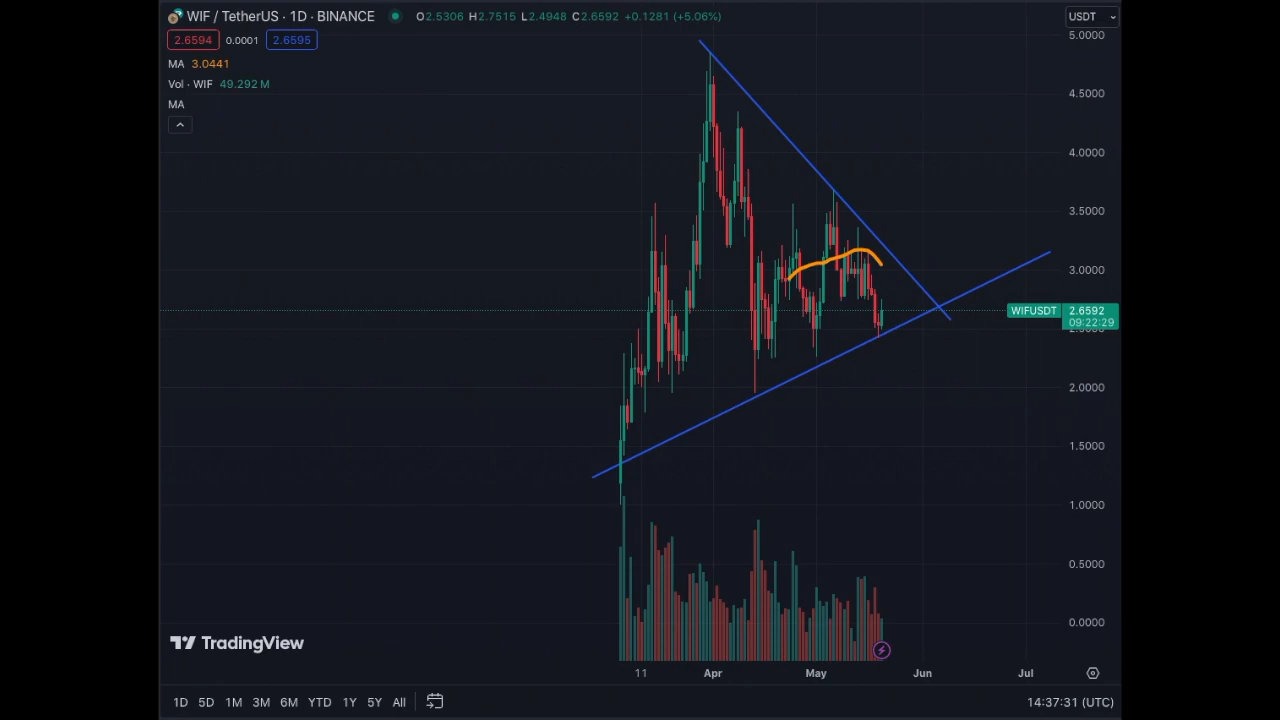 WIF / TetherUS · 1D · BINANCE O2.5306 H2.7515 L2.4948 C2.6592 +0.1281 (+5.06%)
USDT
2.6594 0.0001 2.6595
MA 3.0441
Vol · WIF 49.292 M
MA
5.0000
4.5000
4.0000
3.5000
3.0000
WIFUSDT 2.6592
09:22:29
2.0000
1.5000
1.0000
0.5000
0.0000
TradingView
11 Apr May Jun Jul
1D 5D 1M 3M 6M YTD 1Y 5Y All 14:37:31 (UTC)